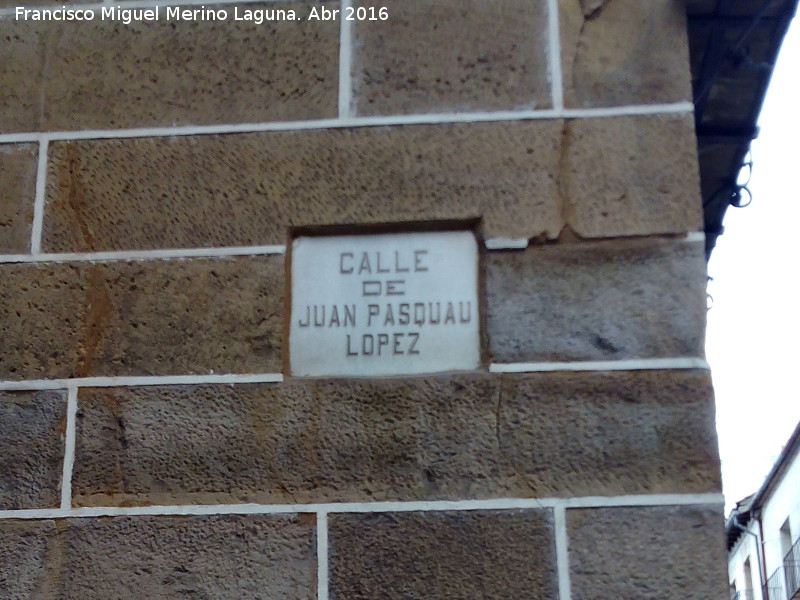 Francisco Miguel Merino Laguna. Abr 2016
CALLE
DE
JUAN PASQUAU
LOPEZ